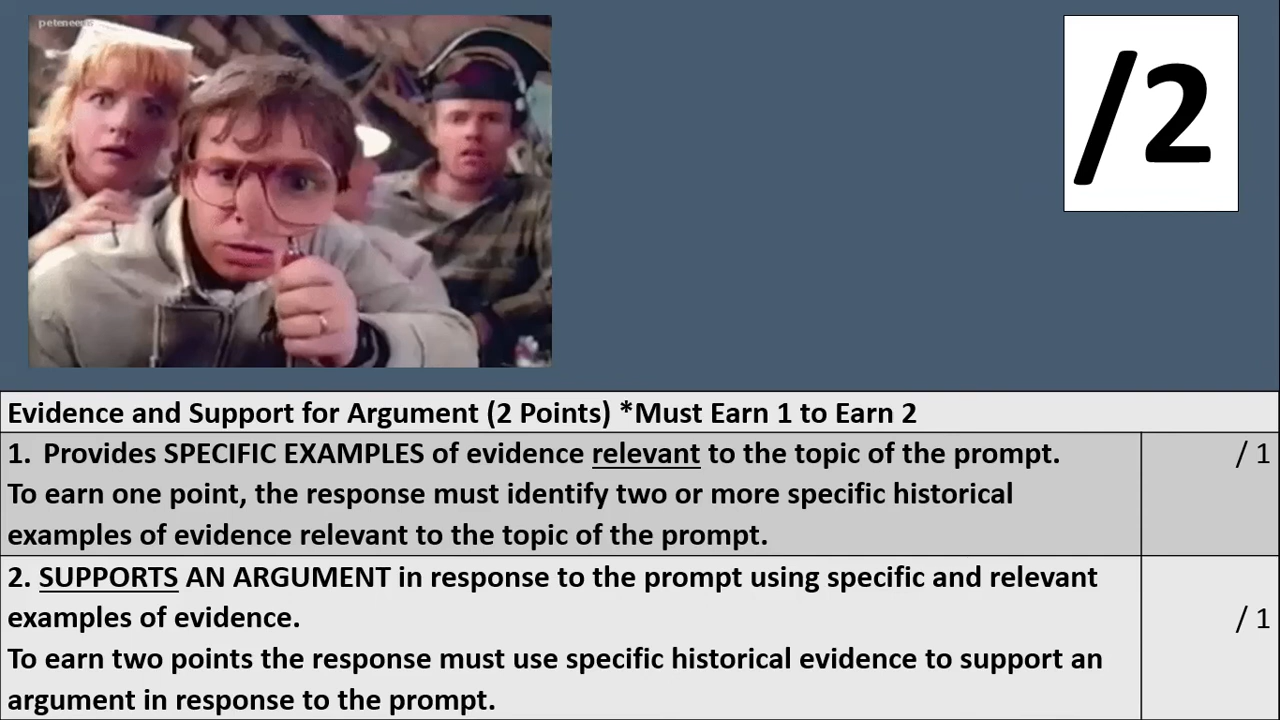 peteneems
/2
Evidence and Support for Argument (2 Points) *Must Earn 1 to Earn 2
1. Provides SPECIFIC EXAMPLES of evidence relevant to the topic of the prompt.
/ 1
To earn one point, the response must identify two or more specific historical
examples of evidence relevant to the topic of the prompt.
2. SUPPORTS AN ARGUMENT in response to the prompt using specific and relevant
examples of evidence.
/ 1
To earn two points the response must use specific historical evidence to support an
argument in response to the prompt.